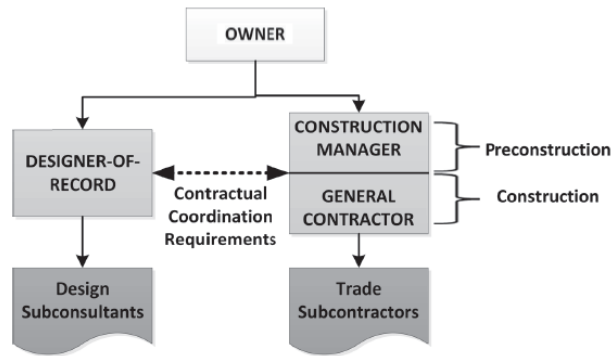 OWNER
DESIGNER-OF-
RECORD
CONSTRUCTION
MANAGER
GENERAL
CONTRACTOR
Preconstruction
Construction
Contractual
Coordination
Requirements
Design
Subconsultants
Trade
Subcontractors